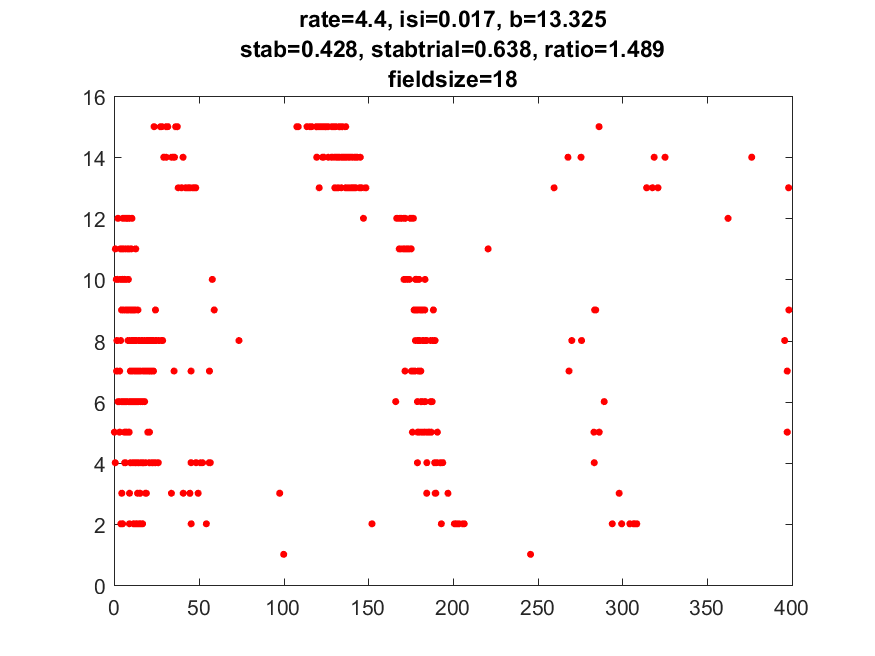 rate=4.4, isi=0.017, b=13.325
stab=0.428, stabtrial=0.638, ratio=1.489
fieldsize=18
16
14
12
10
8
6
4
2
0
0 50 100 150 200 250 300 350 400